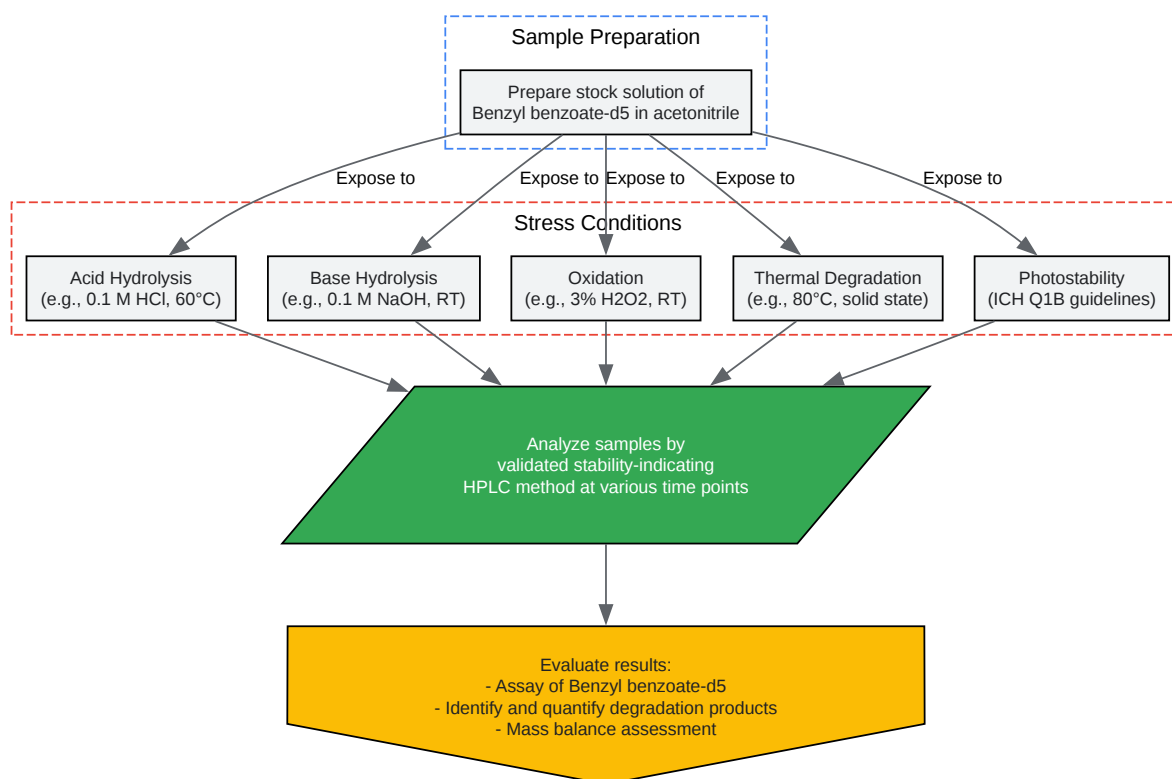 Sample Preparation
Prepare stock solution of
Benzyl benzoate-d5 in acetonitrile
Expose to
Expose to
Expose to
Expose to
Expose to
Stress Conditions
Acid Hydrolysis
(e.g., 0.1 M HCl, 60°C)
Base Hydrolysis
(e.g., 0.1 M NaOH, RT)
Oxidation
(e.g., 3% H2O2, RT)
Thermal Degradation
(e.g., 80°C, solid state)
Photostability
(ICH Q1B guidelines)
Analyze samples by
validated stability-indicating
HPLC method at various time points
Evaluate results:
- Assay of Benzyl benzoate-d5
- Identify and quantify degradation products
- Mass balance assessment